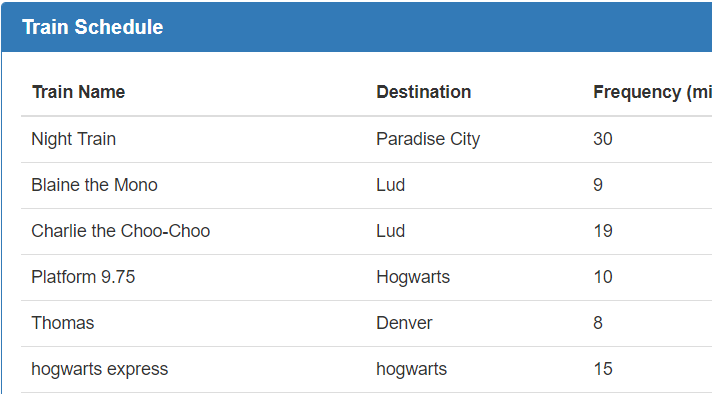 Train Schedule
Train Name Destination Frequency (mi
Night Train Paradise City 30
Blaine the Mono Lud 9
Charlie the Choo-Choo Lud 19
Platform 9.75 Hogwarts 10
Thomas Denver 8
hogwarts express hogwarts 15